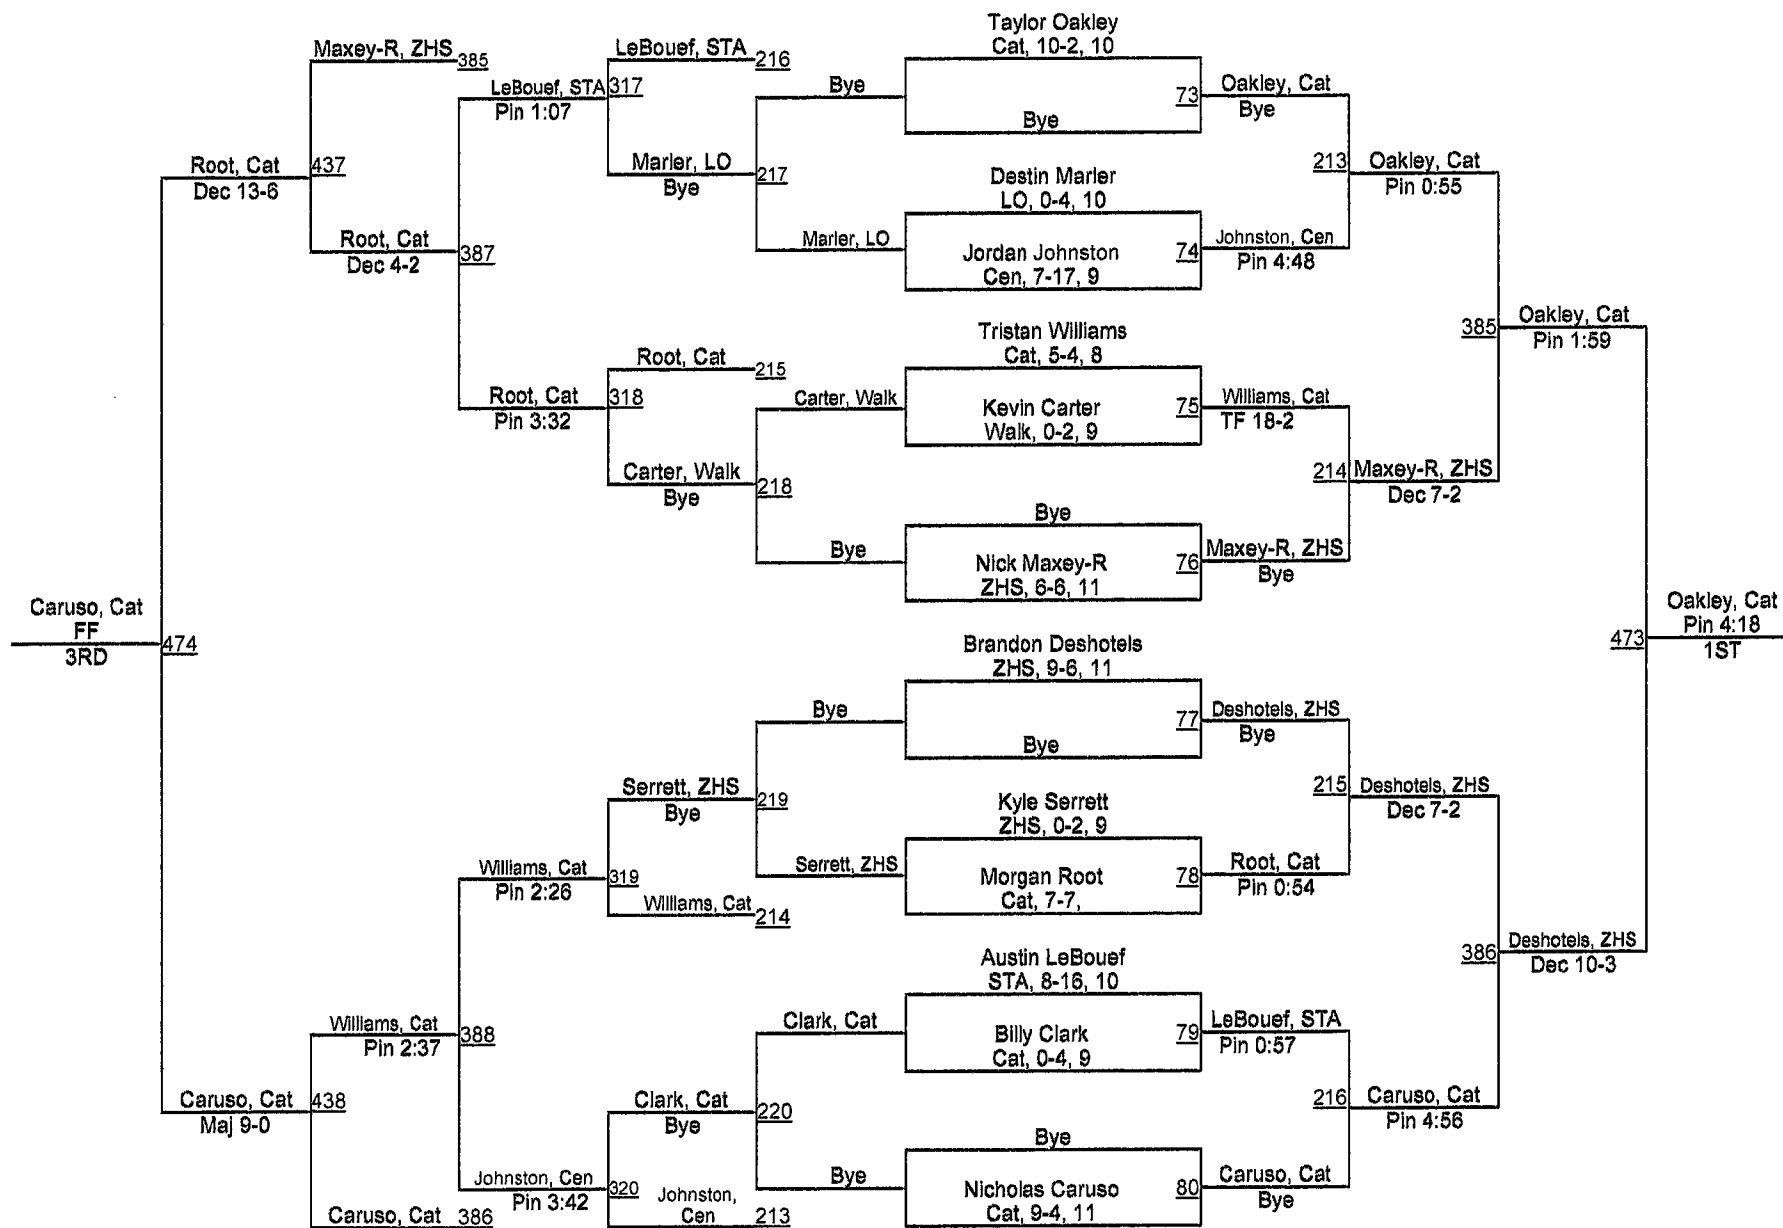 Taylor Oakley
Maxey-R, ZHS 385
LeBouef, STA 216
Cat, 10-2, 10
LeBouef, STA 317
Pin 1:07
Bye
73
Oakley, Cat
Bye
Bye
Root, Cat
Dec 13-6
437
Marler, LO
Bye
217
Destin Marler
LO, 0-4, 10
213
Oakley, Cat
Pin 0:55
Root, Cat
Dec 4-2
387
Marler, LO
Jordan Johnston
Cen, 7-17, 9
74
Johnston, Cen
Pin 4:48
Tristan Williams
Cat, 5-4, 8
385
Oakley, Cat
Pin 1:59
Root, Cat
215
Root, Cat
Pin 3:32
318
Carter, Walk
Kevin Carter
Walk, 0-2, 9
75
Williams, Cat
TF 18-2
Carter, Walk
Bye
218
214
Maxey-R, ZHS
Dec 7-2
Bye
Bye
Nick Maxey-R
ZHS, 6-6, 11
76
Maxey-R, ZHS
Bye
Caruso, Cat
FF
3RD
474
Brandon Deshotels
ZHS, 9-6, 11
473
Oakley, Cat
Pin 4:18
1ST
Bye
77
Deshotels, ZHS
Bye
Bye
Serrett, ZHS
Bye
219
Kyle Serrett
ZHS, 0-2, 9
215
Deshotels, ZHS
Dec 7-2
Williams, Cat
Pin 2:26
319
Serrett, ZHS
Morgan Root
Cat, 7-7,
78
Root, Cat
Pin 0:54
Williams, Cat
214
Austin LeBouef
STA, 8-16, 10
386
Deshotels, ZHS
Dec 10-3
Williams, Cat
Pin 2:37
388
Clark, Cat
Billy Clark
Cat, 0-4, 9
79
LeBouef, STA
Pin 0:57
Caruso, Cat
Maj 9-0
438
Clark, Cat
Bye
220
216
Caruso, Cat
Pin 4:56
Bye
Johnston, Cen
Pin 3:42
320
Bye
Nicholas Caruso
Cat, 9-4, 11
80
Caruso, Cat
Bye
Caruso, Cat 386
Johnston,
Cen 213